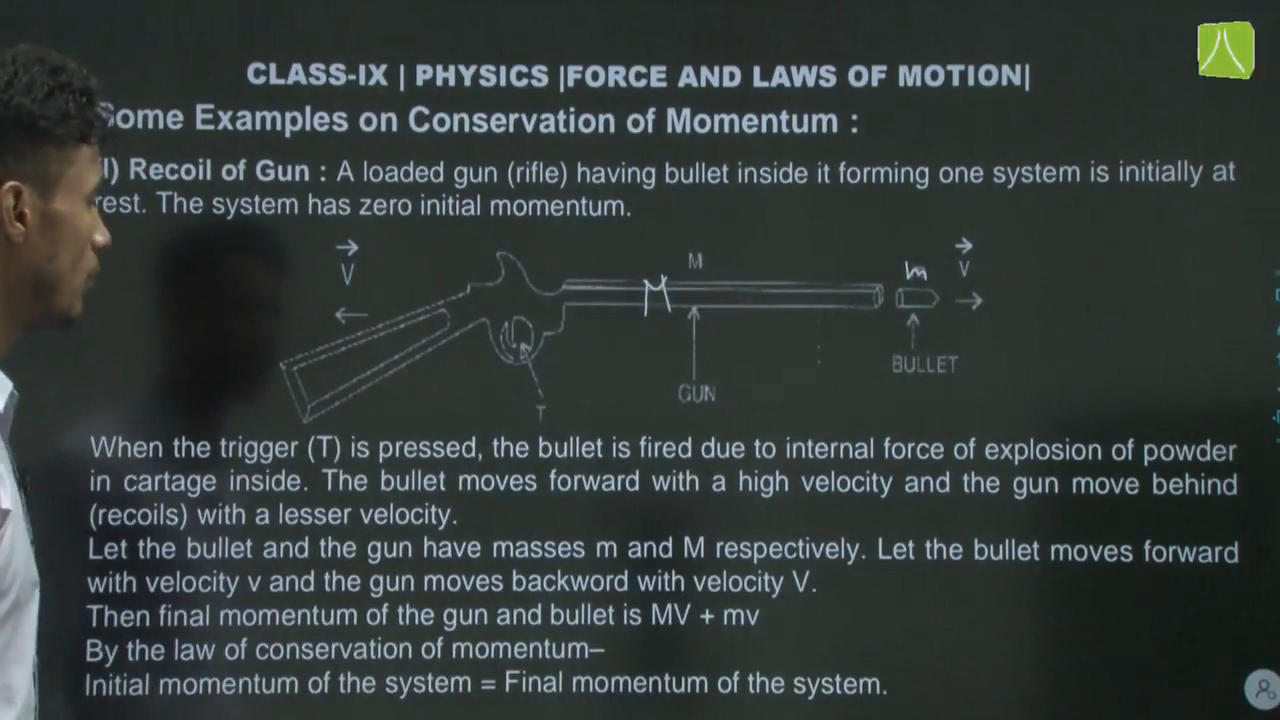 CLASS-IX | PHYSICS |FORCE AND LAWS OF MOTION|
Some Examples on Conservation of Momentum :
I) Recoil of Gun : A loaded gun (rifle) having bullet inside it forming one system is initially at
rest. The system has zero initial momentum.
V
M
M
m
V
BULLET
GUN
T
When the trigger (T) is pressed, the bullet is fired due to internal force of explosion of powder
in cartage inside. The bullet moves forward with a high velocity and the gun move behind
(recoils) with a lesser velocity.
Let the bullet and the gun have masses m and M respectively. Let the bullet moves forward
with velocity v and the gun moves backword with velocity V.
Then final momentum of the gun and bullet is MV + mv
By the law of conservation of momentum–
Initial momentum of the system = Final momentum of the system.